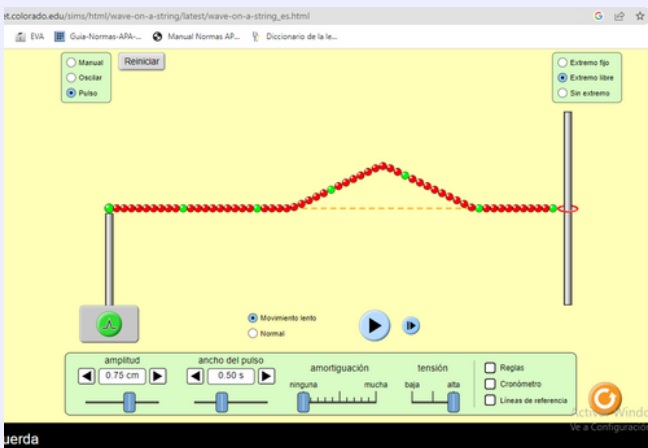 et.colorado.edu/sims/html/wave-on-a-string/latest/wave-on-a-string_es.html
EVA Guia-Normas-APA-... Manual Normas AP... Diccionario de la le...
Manual
Oscilar
Pulso
Reiniciar
Extremo fijo
Extremo libre
Sin extremo
Movimiento lento
Normal
amplitud
0.75 cm
ancho del pulso
0.50 s
amortiguación
ninguna mucha
tensión
baja alta
Reglas
Cronómetro
Líneas de referencia
Ve a Configuración
uerda